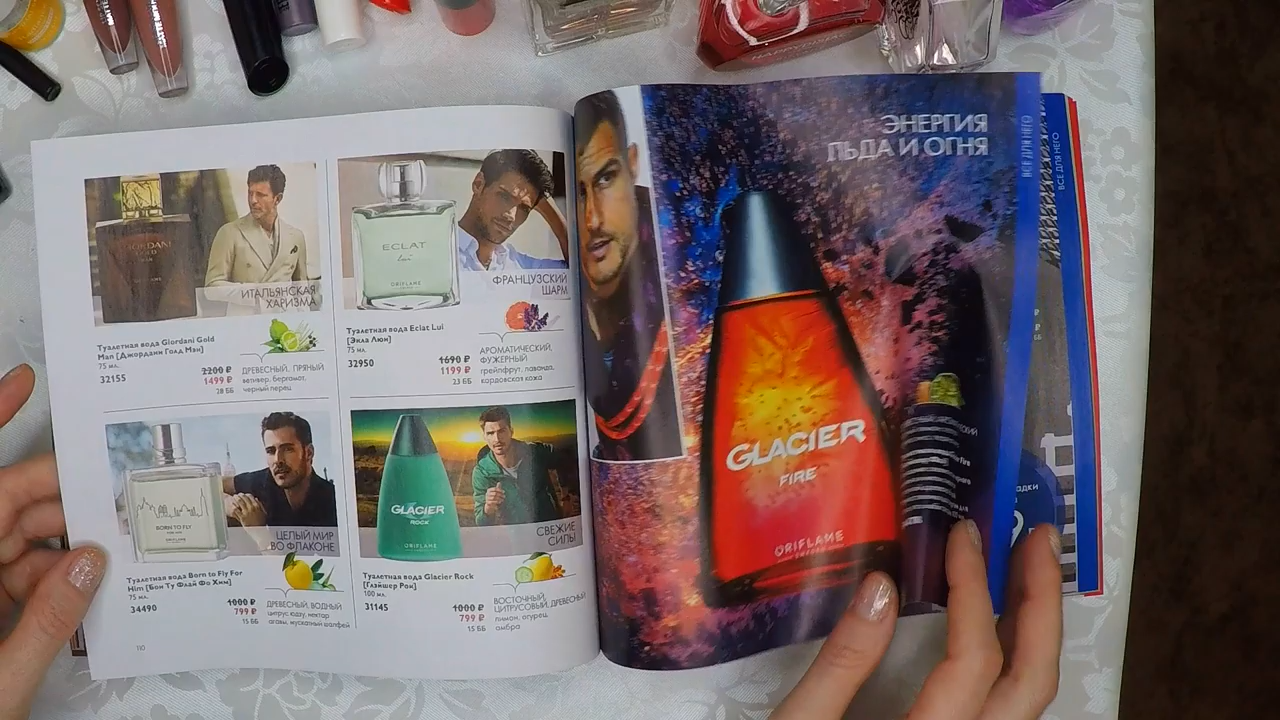 GIORDANI
GOLD
MAN
ИТАЛЬЯНСКАЯ
ХАРИЗМА
Туалетная вода Giordani Gold
Man [Джордани Голд Мэн]
75 мл.
32155
2200 ₽
1499 ₽
28 ББ
ДРЕВЕСНЫЙ, ПРЯНЫЙ
ветивер, бергамот,
черный перец
ECLAT
lui
ORIFLAME
ФРАНЦУЗСКИЙ
ШАРМ
Туалетная вода Eclat Lui
[Экла Люи]
75 мл.
32950
1690 ₽
1199 ₽
23 ББ
АРОМАТИЧЕСКИЙ,
ФУЖЕРНЫЙ
грейпфрут, лаванда,
кордовская кожа
BORN TO FLY
ЦЕЛЫЙ МИР
ВО ФЛАКОНЕ
Туалетная вода Born to Fly For
Him [Бон Ту Флай Фо Хим]
75 мл.
34490
1000 ₽
799 ₽
15 ББ
ДРЕВЕСНЫЙ, ВОДНЫЙ
цитрус юдзу, нектар
агавы, мускатный шалфей
GLACIER
ROCK
ORIFLAME
СВЕЖИЕ
СИЛЫ
Туалетная вода Glacier Rock
[Глэйшер Рок]
100 мл.
31145
1000 ₽
799 ₽
15 ББ
ВОСТОЧНЫЙ,
ЦИТРУСОВЫЙ, ДРЕВЕСНЫЙ
лимон, огурец,
амбра
110
ЭНЕРГИЯ
ЛЬДА И ОГНЯ
GLACIER
FIRE
ORIFLAME
ВСЕ ДЛЯ НЕГО
ВСЕ ДЛЯ НЕГО